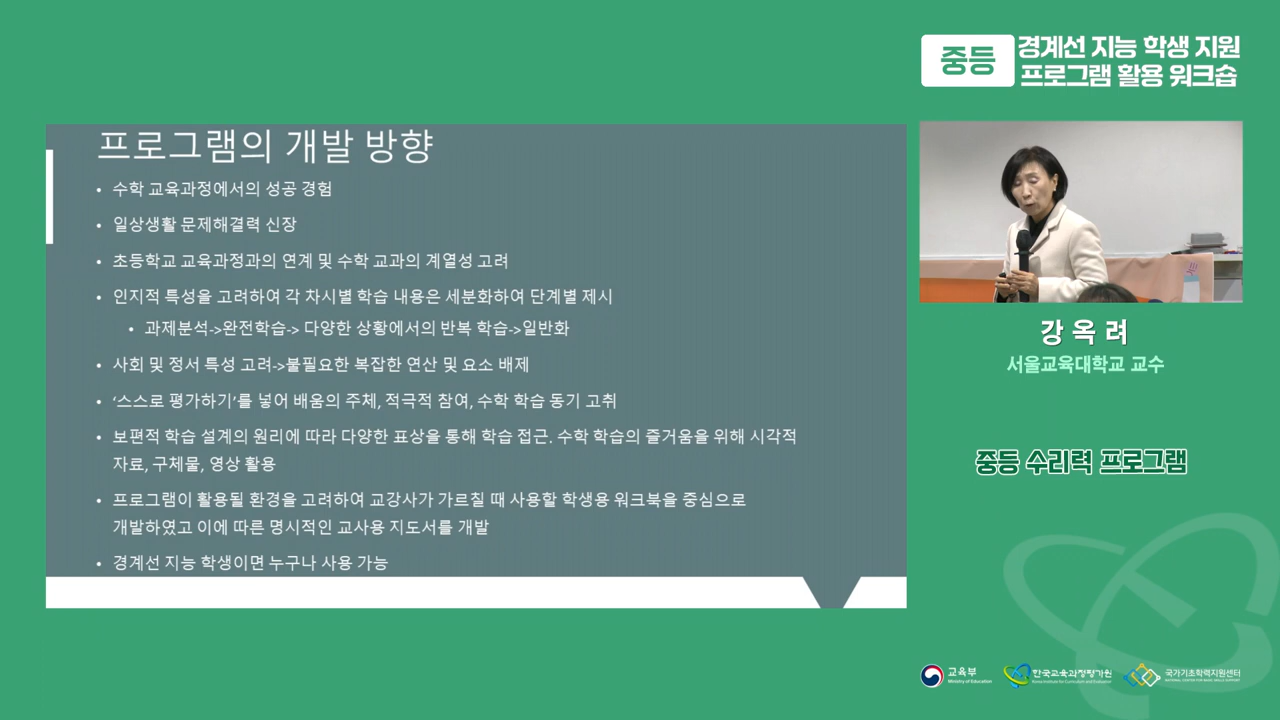 중등
경계선 지능 학생 지원
프로그램 활용 워크숍
프로그램의 개발 방향
• 수학 교육과정에서의 성공 경험
• 일상생활 문제해결력 신장
• 초등학교 교육과정과의 연계 및 수학 교과의 계열성 고려
• 인지적 특성을 고려하여 각 차시별 학습 내용은 세분화하여 단계별 제시
• 과제분석->완전학습-> 다양한 상황에서의 반복 학습->일반화
• 사회 및 정서 특성 고려->불필요한 복잡한 연산 및 요소 배제
• ‘스스로 평가하기’를 넣어 배움의 주체, 적극적 참여, 수학 학습 동기 고취
• 보편적 학습 설계의 원리에 따라 다양한 표상을 통해 학습 접근. 수학 학습의 즐거움을 위해 시각적
자료, 구체물, 영상 활용
• 프로그램이 활용될 환경을 고려하여 교강사가 가르칠 때 사용할 학생용 워크북을 중심으로
개발하였고 이에 따른 명시적인 교사용 지도서를 개발
• 경계선 지능 학생이면 누구나 사용 가능
강 옥 려
서울교육대학교 교수
중등 수리력 프로그램
교육부
Ministry of Education
한국교육과정평가원
Korea Institute for Curriculum and Evaluation
국가기초학력지원센터
NATIONAL CENTER FOR BASIC SKILLS SUPPORT